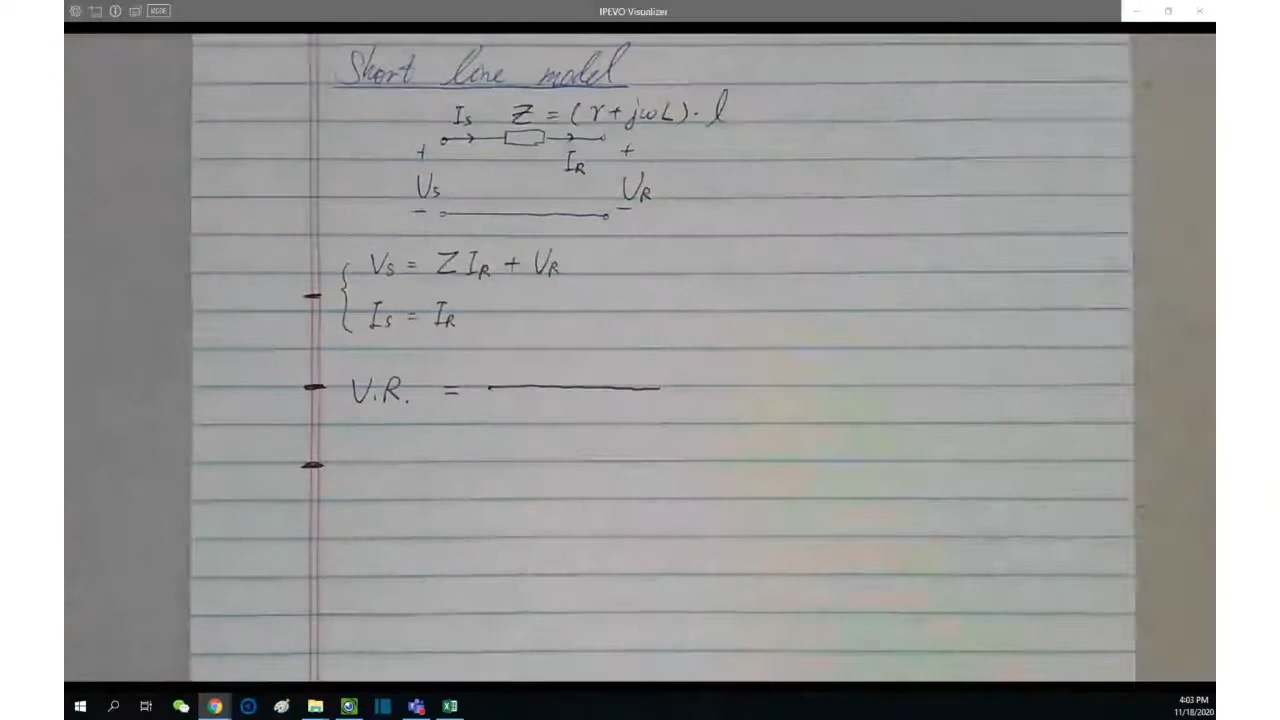 IPEVO Visualizer
MORE
Short line model
Is Z = (r + jωL) · l
+ IR +
Vs VR
− −
Vs = Z IR + VR
Is = IR
V.R. =
4:03 PM
11/18/2020